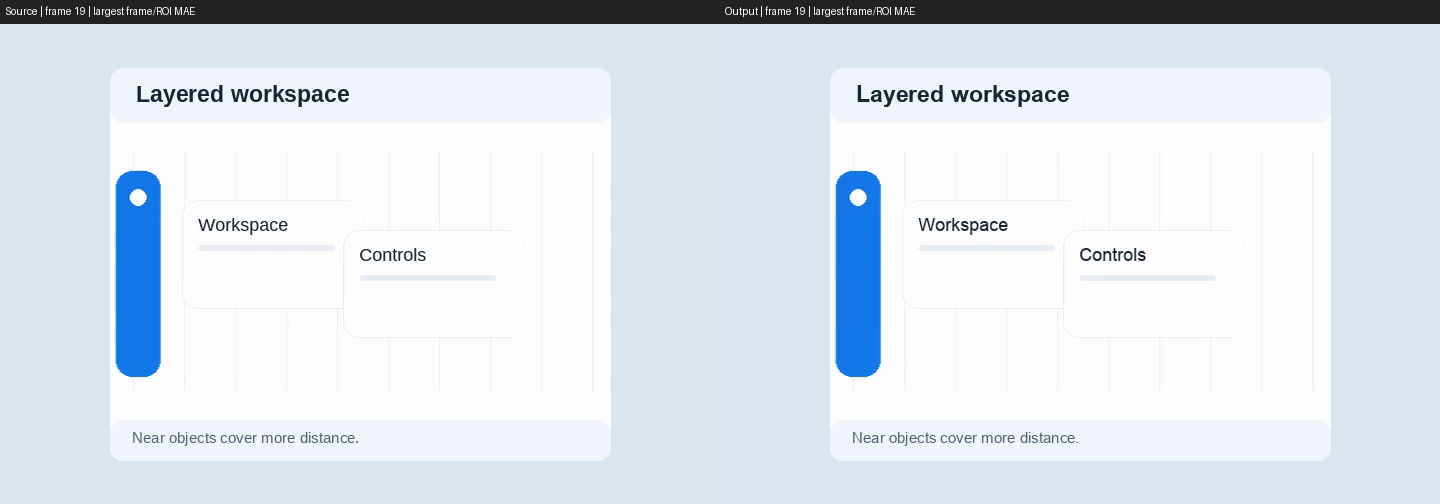 Source | frame 19 | largest frame/ROI MAE
Output | frame 19 | largest frame/ROI MAE
Layered workspace
Workspace
Controls
Near objects cover more distance.
Layered workspace
Workspace
Controls
Near objects cover more distance.